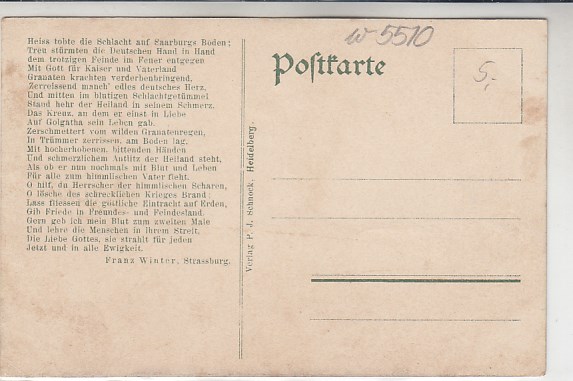 Heiss tobte die Schlacht auf Saarburgs Boden;
Treu stürmten die Deutschen Hand in Hand
dem trotzigen Feinde im Feuer entgegen
Mit Gott für Kaiser und Vaterland
Granaten krachten verderbenbringend,
Zerreissend manch' edles deutsches Herz,
Und mitten im blutigen Schlachtgetümmel
Stand hehr der Heiland in seinem Schmerz.
Das Kreuz, an dem er einst in Liebe
Auf Golgatha sein Leben gab.
Zerschmettert vom wilden Granatenregen,
In Trümmer zerrissen, am Boden lag.
Mit hocherhobenen, bittenden Händen
Und schmerzlichem Antlitz der Heiland steht,
Als ob er nun nochmals mit Blut und Leben
Für alle zum himmlischen Vater fleht.
O hilf, du Herrscher der himmlischen Scharen,
O lösche des schrecklichen Krieges Brand:
Lass fliessen die göttliche Eintracht auf Erden,
Gib Friede in Freundes- und Feindesland.
Gern geb ich mein Blut zum zweiten Male
Und lehre die Menschen in ihrem Streit,
Die Liebe Gottes, sie strahlt für jeden
Jetzt und in alle Ewigkeit.
Franz Winter, Strassburg.
Verlag P. J. Schnock, Heidelberg.
w-5510
Postkarte
5,-